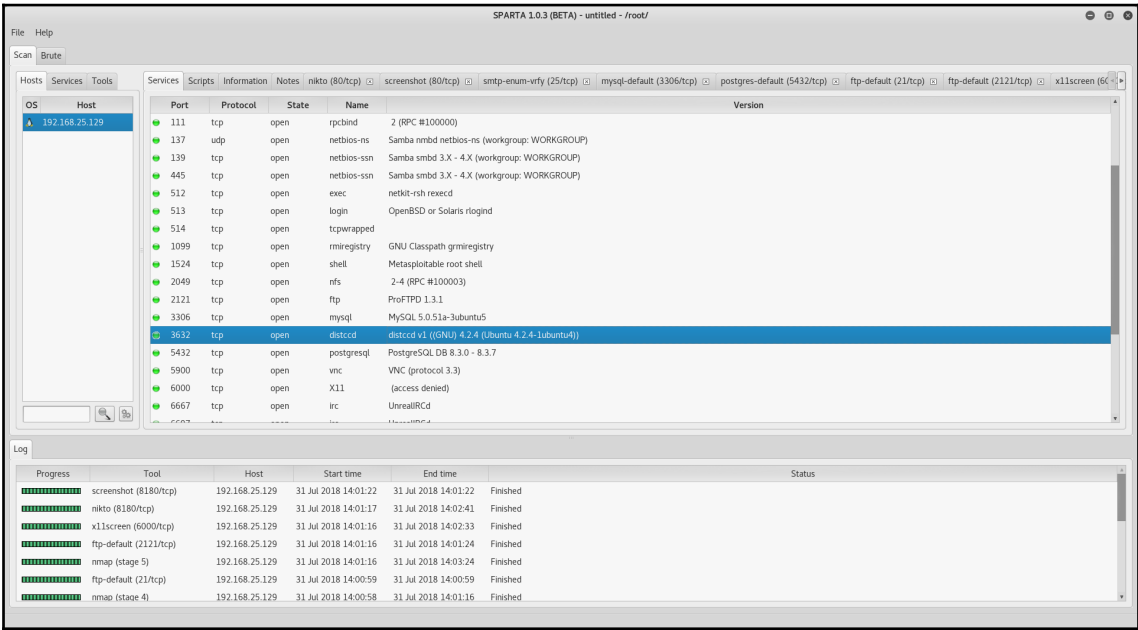 SPARTA 1.0.3 (BETA) - untitled - /root/
File Help
Scan Brute
Hosts Services Tools
Services Scripts Information Notes nikto (80/tcp) screenshot (80/tcp) smtp-enum-vrfy (25/tcp) mysql-default (3306/tcp) postgres-default (5432/tcp) ftp-default (21/tcp) ftp-default (2121/tcp) x11screen (60
OS Host
192.168.25.129
Port Protocol State Name Version
111 tcp open rpcbind 2 (RPC #100000)
137 udp open netbios-ns Samba nmbd netbios-ns (workgroup: WORKGROUP)
139 tcp open netbios-ssn Samba smbd 3.X - 4.X (workgroup: WORKGROUP)
445 tcp open netbios-ssn Samba smbd 3.X - 4.X (workgroup: WORKGROUP)
512 tcp open exec netkit-rsh rexecd
513 tcp open login OpenBSD or Solaris rlogind
514 tcp open tcpwrapped
1099 tcp open rmiregistry GNU Classpath grmiregistry
1524 tcp open shell Metasploitable root shell
2049 tcp open nfs 2-4 (RPC #100003)
2121 tcp open ftp ProFTPD 1.3.1
3306 tcp open mysql MySQL 5.0.51a-3ubuntu5
3632 tcp open distccd distccd v1 ((GNU) 4.2.4 (Ubuntu 4.2.4-1ubuntu4))
5432 tcp open postgresql PostgreSQL DB 8.3.0 - 8.3.7
5900 tcp open vnc VNC (protocol 3.3)
6000 tcp open X11 (access denied)
6667 tcp open irc UnrealIRCd
Log
Progress Tool Host Start time End time Status
screenshot (8180/tcp) 192.168.25.129 31 Jul 2018 14:01:22 31 Jul 2018 14:01:22 Finished
nikto (8180/tcp) 192.168.25.129 31 Jul 2018 14:01:17 31 Jul 2018 14:02:41 Finished
x11screen (6000/tcp) 192.168.25.129 31 Jul 2018 14:01:16 31 Jul 2018 14:02:33 Finished
ftp-default (2121/tcp) 192.168.25.129 31 Jul 2018 14:01:16 31 Jul 2018 14:01:24 Finished
nmap (stage 5) 192.168.25.129 31 Jul 2018 14:01:16 31 Jul 2018 14:03:24 Finished
ftp-default (21/tcp) 192.168.25.129 31 Jul 2018 14:00:59 31 Jul 2018 14:00:59 Finished
nmap (stage 4) 192.168.25.129 31 Jul 2018 14:00:58 31 Jul 2018 14:01:16 Finished